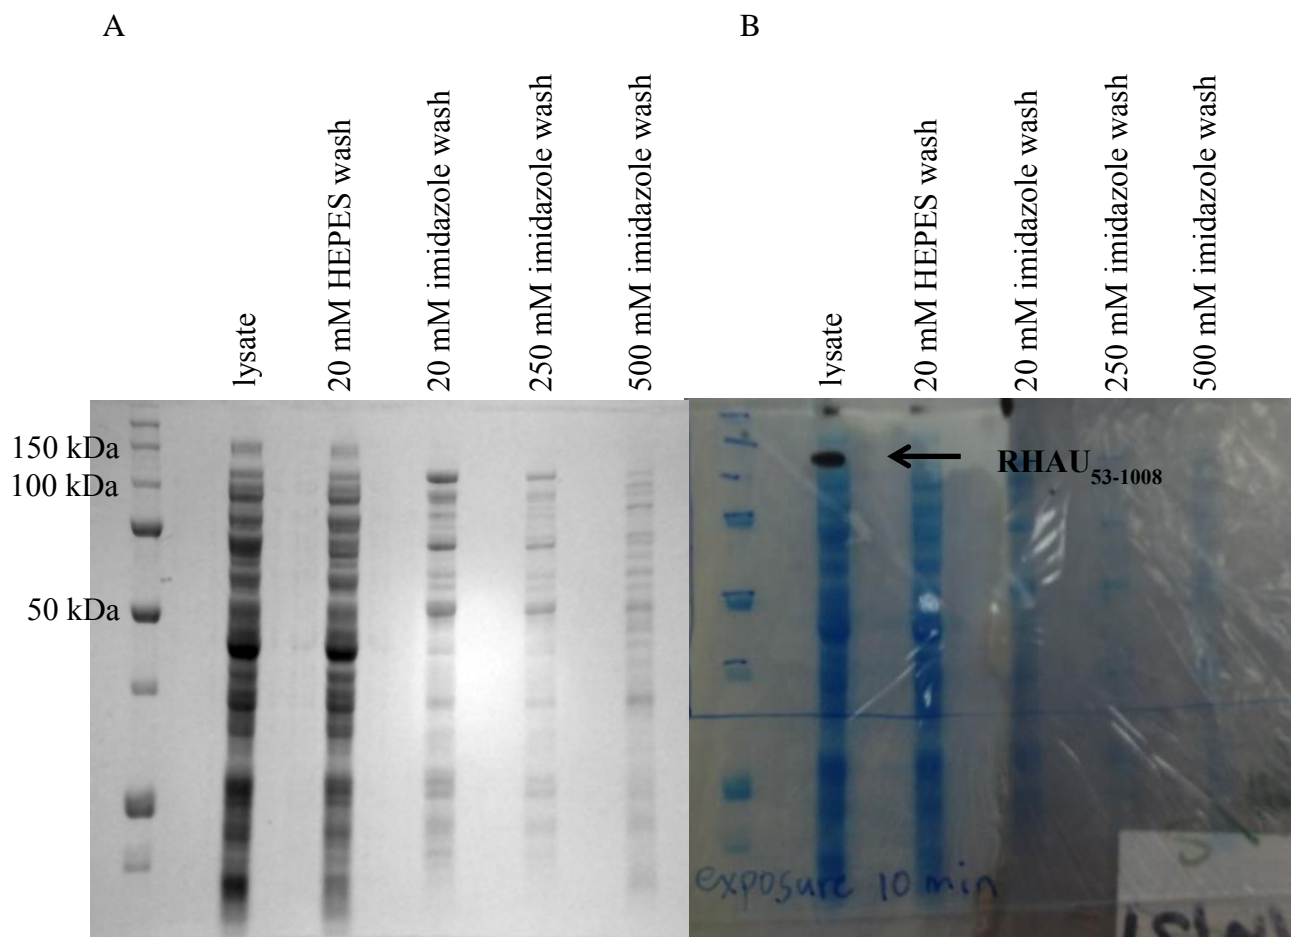 A
B
lysate
20 mM HEPES wash
20 mM imidazole wash
250 mM imidazole wash
500 mM imidazole wash
lysate
20 mM HEPES wash
20 mM imidazole wash
250 mM imidazole wash
500 mM imidazole wash
150 kDa
100 kDa
50 kDa
RHAU53-1008
exposure 10 min